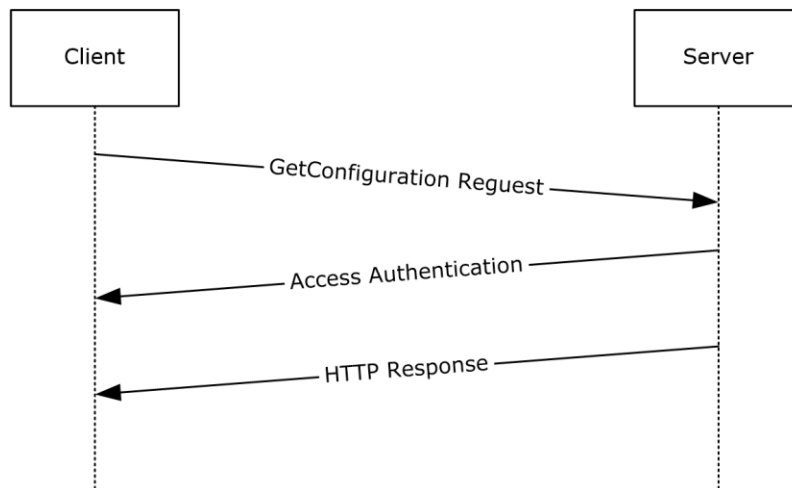 Client
Server
GetConfiguration Reguest
Access Authentication
HTTP Response